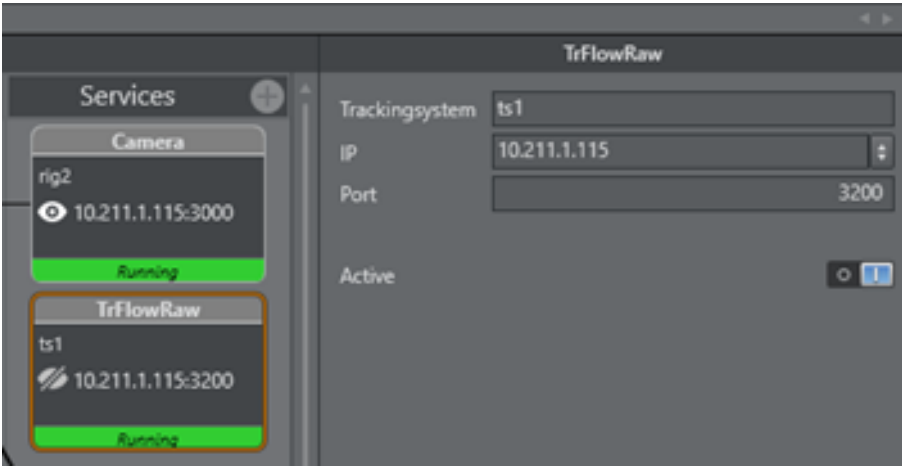 TrFlowRaw
Services
Camera
rig2
10.211.1.115:3000
Running
TrFlowRaw
ts1
10.211.1.115:3200
Running
Trackingsystem ts1
IP 10.211.1.115
Port 3200
Active